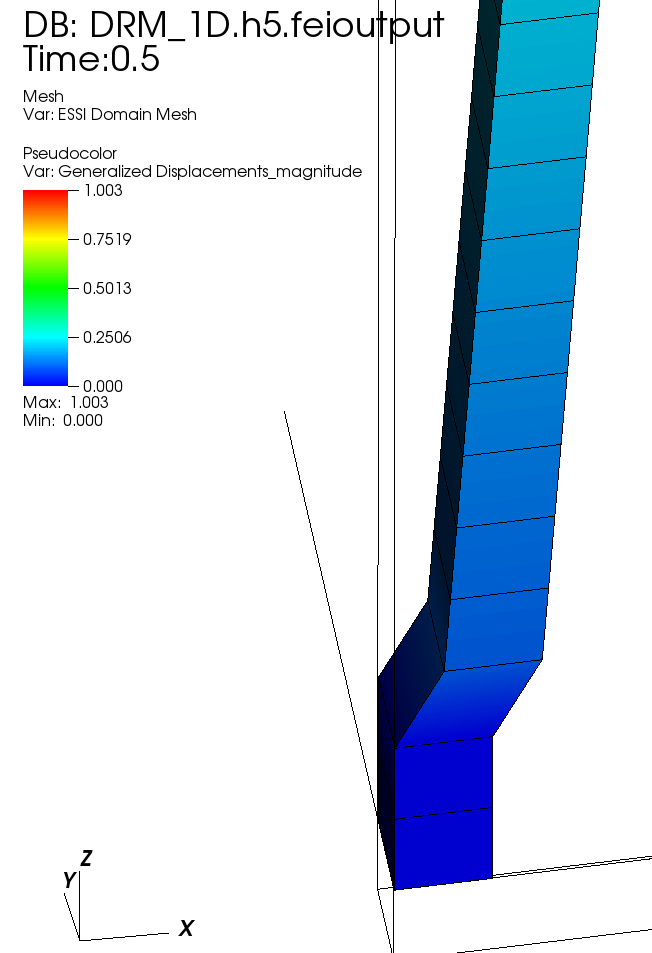 DB: DRM_1D.h5.feioutput
Time:0.5
Mesh
Var: ESSI Domain Mesh
Pseudocolor
Var: Generalized Displacements_magnitude
1.003
0.7519
0.5013
0.2506
0.000
Max: 1.003
Min: 0.000
Z
Y
X